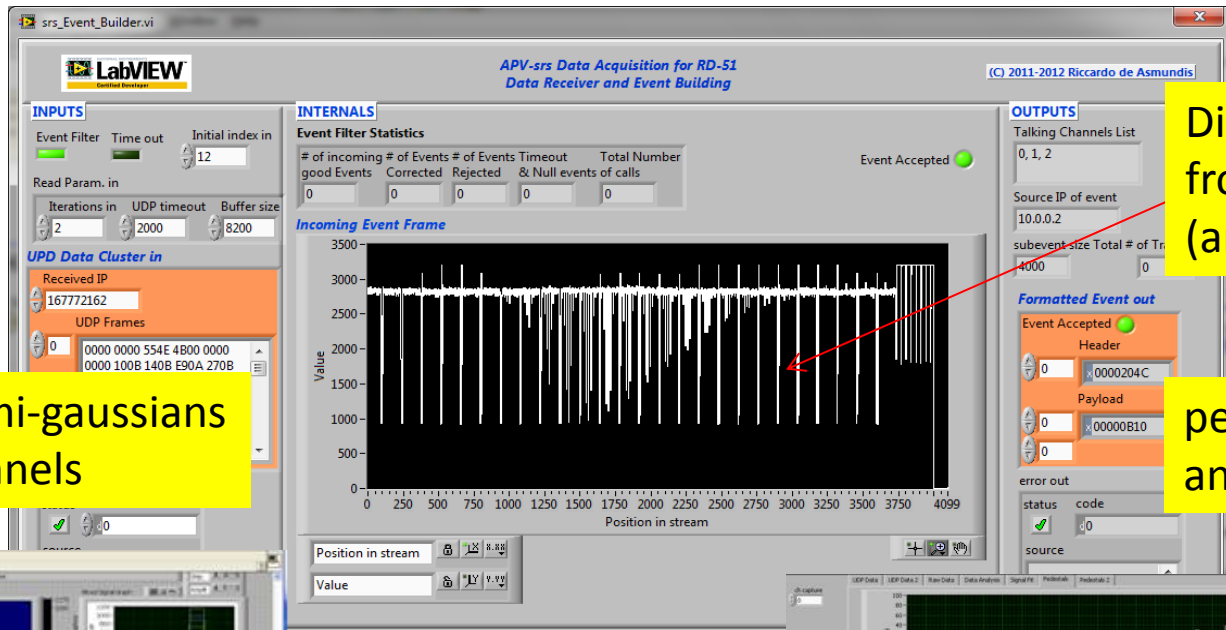 srs_Event_Builder.vi
LabVIEW
Certified Developer
APV-srs Data Acquisition for RD-51
Data Receiver and Event Building
(C) 2011-2012 Riccardo de Asmundis
INPUTS
Event Filter Time out Initial index in
12
Read Param. in
Iterations in UDP timeout Buffer size
2 2000 8200
UPD Data Cluster in
Received IP
167772162
UDP Frames
0 0000 0000 554E 4B00 0000
0000 100B 140B E90A 270B
mi-gaussians
nnels
status
0
source
INTERNALS
Event Filter Statistics
# of incoming # of Events # of Events Timeout Total Number
good Events Corrected Rejected & Null events of calls
0 0 0 0 0
Event Accepted
Incoming Event Frame
3500
3000
2500
2000
1500
1000
500
0
Value
0 250 500 750 1000 1250 1500 1750 2000 2250 2500 2750 3000 3250 3500 3750 4099
Position in stream
Position in stream
Value
OUTPUTS
Talking Channels List
0, 1, 2
Source IP of event
10.0.0.2
subevent size Total # of Tr
4000 0
Di
fro
(a
Formatted Event out
Event Accepted
Header
0 x 0000204C
Payload
0 x 00000B10
0
pe
an
error out
status code
0
source
UDP Data UDP Data 2 Raw Data Data Analysis Signal Fit Pedestals Pedestals 2
ch capture
100
80
60
40